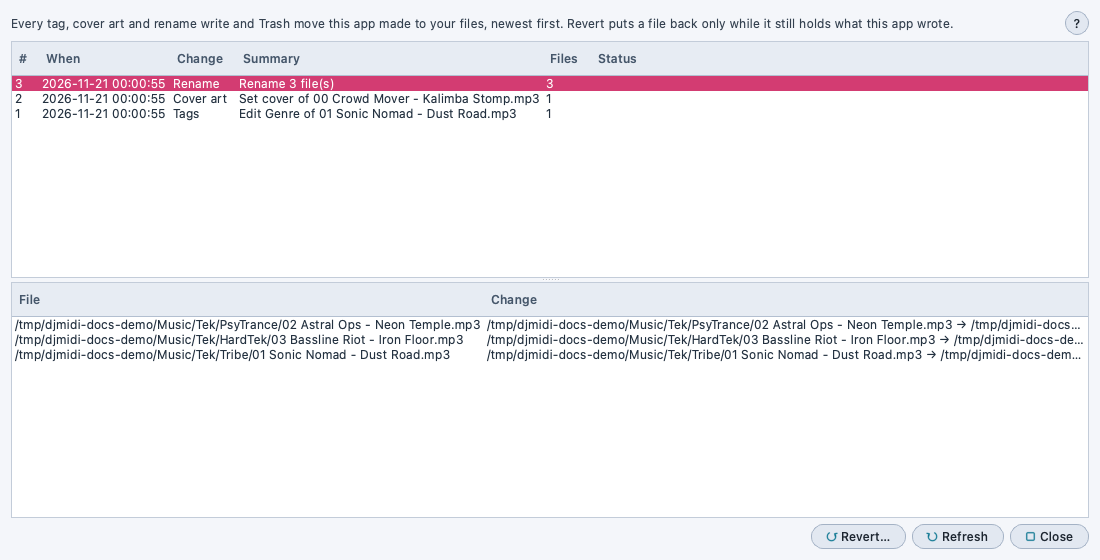 Every tag, cover art and rename write and Trash move this app made to your files, newest first. Revert puts a file back only while it still holds what this app wrote. ?
# When Change Summary Files Status
3 2026-11-21 00:00:55 Rename Rename 3 file(s) 3
2 2026-11-21 00:00:55 Cover art Set cover of 00 Crowd Mover - Kalimba Stomp.mp3 1
1 2026-11-21 00:00:55 Tags Edit Genre of 01 Sonic Nomad - Dust Road.mp3 1
File Change
/tmp/djmidi-docs-demo/Music/Tek/PsyTrance/02 Astral Ops - Neon Temple.mp3 /tmp/djmidi-docs-demo/Music/Tek/PsyTrance/02 Astral Ops - Neon Temple.mp3 → /tmp/djmidi-docs...
/tmp/djmidi-docs-demo/Music/Tek/HardTek/03 Bassline Riot - Iron Floor.mp3 /tmp/djmidi-docs-demo/Music/Tek/HardTek/03 Bassline Riot - Iron Floor.mp3 → /tmp/djmidi-docs-de...
/tmp/djmidi-docs-demo/Music/Tek/Tribe/01 Sonic Nomad - Dust Road.mp3 /tmp/djmidi-docs-demo/Music/Tek/Tribe/01 Sonic Nomad - Dust Road.mp3 → /tmp/djmidi-docs-dem...
Revert... Refresh Close